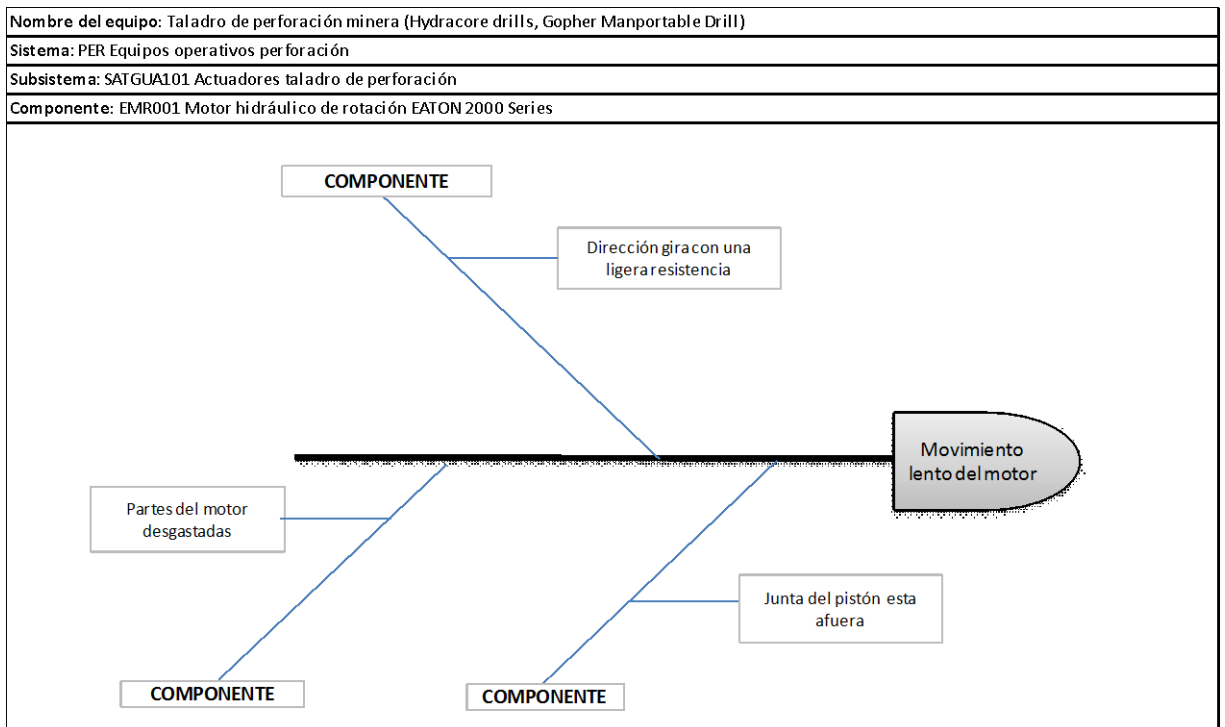 Nombre del equipo: Taladro de perforación minera (Hydracore drills, Gopher Manportable Drill)
Sistema: PER Equipos operativos perforación
Subsistema: SATGUA101 Actuadores taladro de perforación
Componente: EMR001 Motor hidráulico de rotación EATON 2000 Series
COMPONENTE
Dirección gira con una
ligera resistencia
Movimiento
lento del motor
Partes del motor
desgastadas
Junta del pistón esta
afuera
COMPONENTE
COMPONENTE